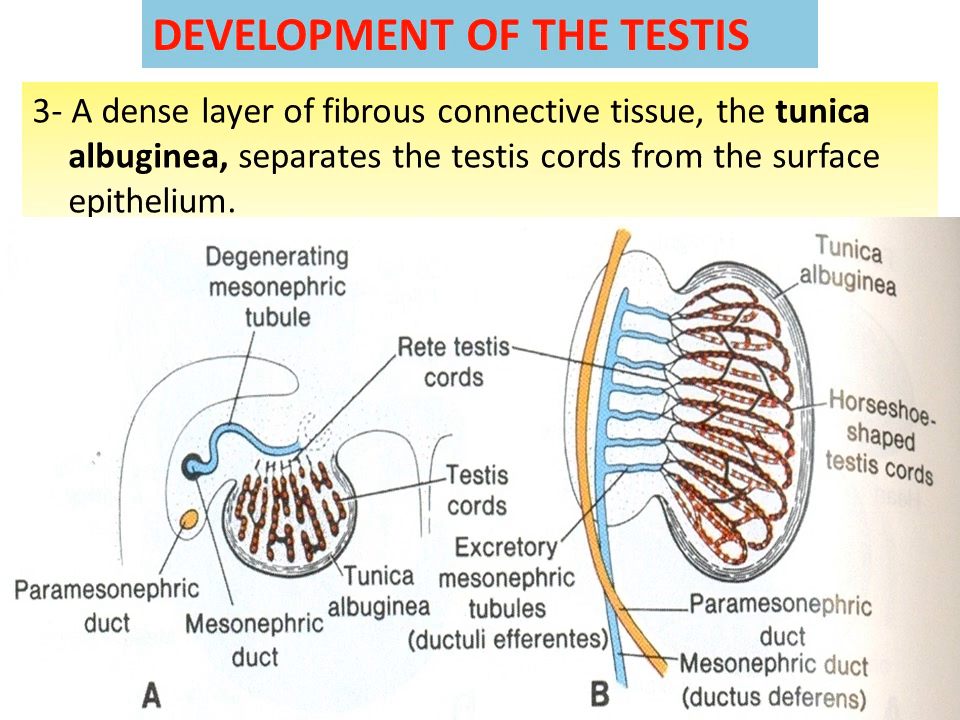 DEVELOPMENT OF THE TESTIS
3- A dense layer of fibrous connective tissue, the tunica
albuginea, separates the testis cords from the surface
epithelium.
Degenerating
mesonephric
tubule
Rete testis
cords
Testis
cords
Tunica
albuginea
Paramesonephric
duct
Mesonephric
duct
A
Tunica
albuginea
Horseshoe-
shaped
testis cords
Excretory
mesonephric
tubules
(ductuli efferentes)
Paramesonephric
duct
Mesonephric duct
(ductus deferens)
B